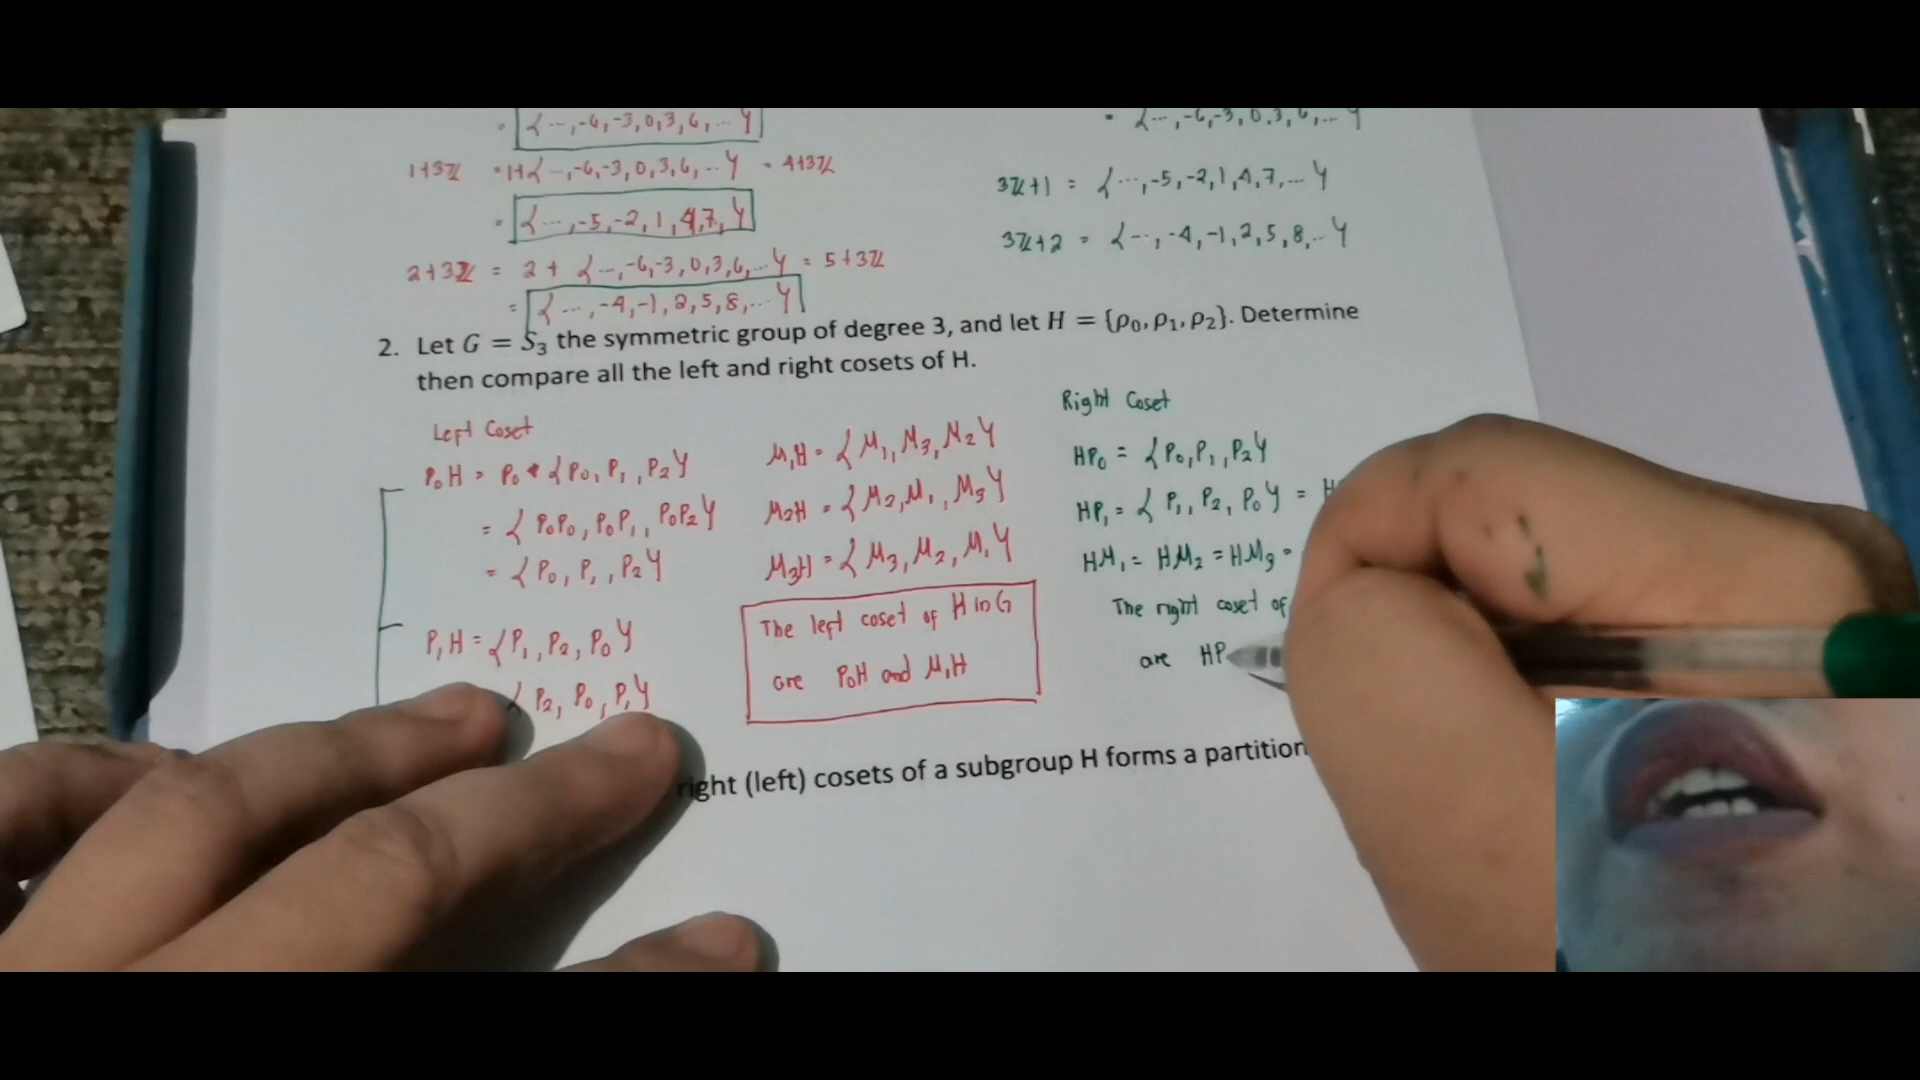 = {..., -6, -3, 0, 3, 6, ...}
1+3ℤ = 1+{..., -6, -3, 0, 3, 6, ...} = 4+3ℤ
= {..., -5, -2, 1, 4, 7, }
2+3ℤ = 2 + {..., -6, -3, 0, 3, 6, ...} = 5+3ℤ
= {..., -4, -1, 2, 5, 8, ...}
= {..., -6, -3, 0, 3, 6, ...}
3ℤ+1 = {..., -5, -2, 1, 4, 7, ...}
3ℤ+2 = {..., -4, -1, 2, 5, 8, ...}
2. Let G = S₃ the symmetric group of degree 3, and let H = {ρ₀, ρ₁, ρ₂}. Determine
then compare all the left and right cosets of H.
Left Coset
P₀H = P₀ • {P₀, P₁, P₂}
= {P₀P₀, P₀P₁, P₀P₂}
= {P₀, P₁, P₂}
P₁H = {P₁, P₂, P₀}
{P₂, P₀, P₁}
M₁H = {M₁, M₃, M₂}
M₂H = {M₂, M₁, M₃}
M₃H = {M₃, M₂, M₁}
The left coset of H in G
are P₀H and M₁H
Right Coset
HP₀ = {P₀, P₁, P₂}
HP₁ = {P₁, P₂, P₀} = H
HM₁ = HM₂ = HM₃ =
The right coset of
are HP
right (left) cosets of a subgroup H forms a partition